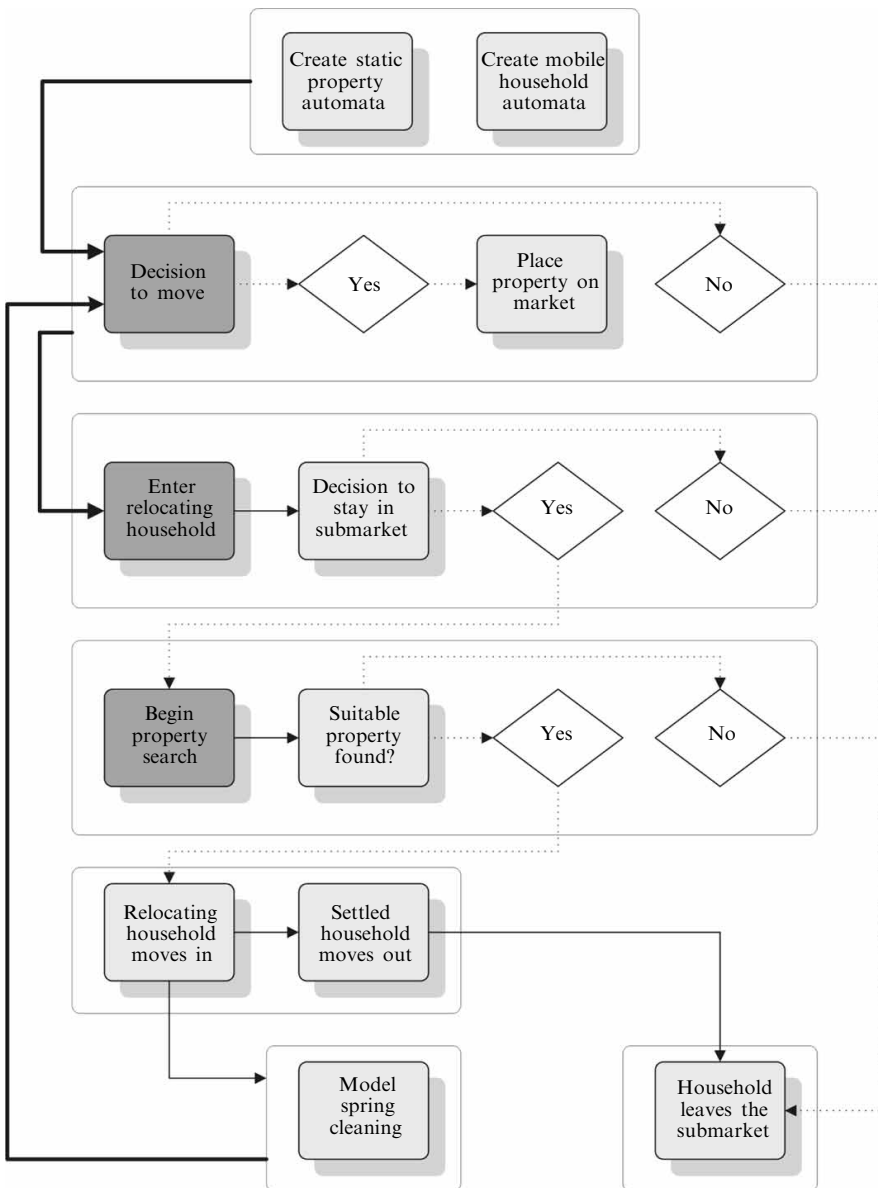 Create static
property
automata
Create mobile
household
automata
Decision
to move
Yes
Place
property on
market
No
Enter
relocating
household
Decision to
stay in
submarket
Yes
No
Begin
property
search
Suitable
property
found?
Yes
No
Relocating
household
moves in
Settled
household
moves out
Model
spring
cleaning
Household
leaves the
submarket